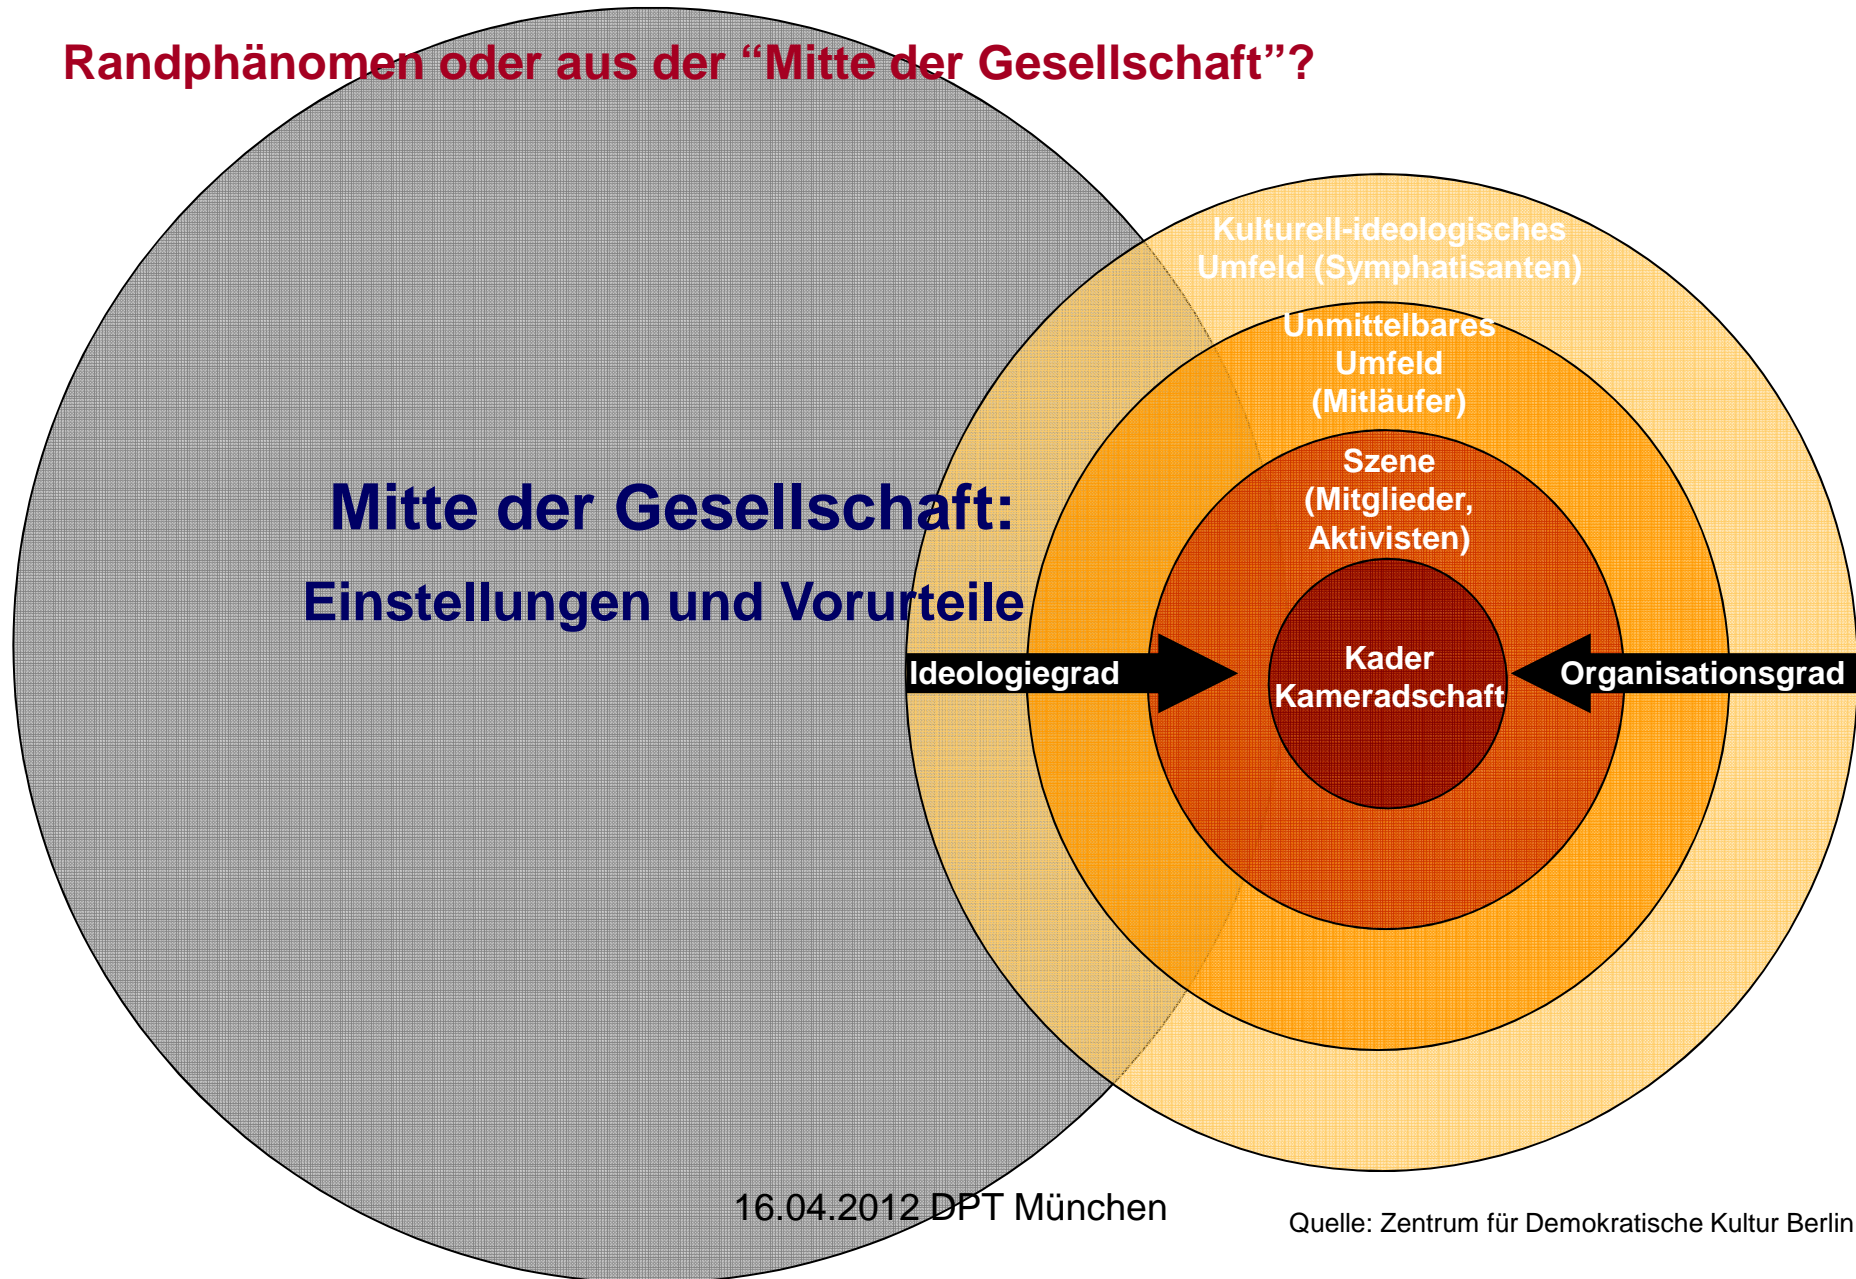 Randphänomen oder aus der “Mitte der Gesellschaft”?
Kulturell-ideologisches
Umfeld (Symphatisanten)
Unmittelbares
Umfeld
(Mitläufer)
Szene
(Mitglieder,
Aktivisten)
Mitte der Gesellschaft:
Einstellungen und Vorurteile
Ideologiegrad
Kader
Kameradschaft
Organisationsgrad
16.04.2012 DPT München
Quelle: Zentrum für Demokratische Kultur Berlin